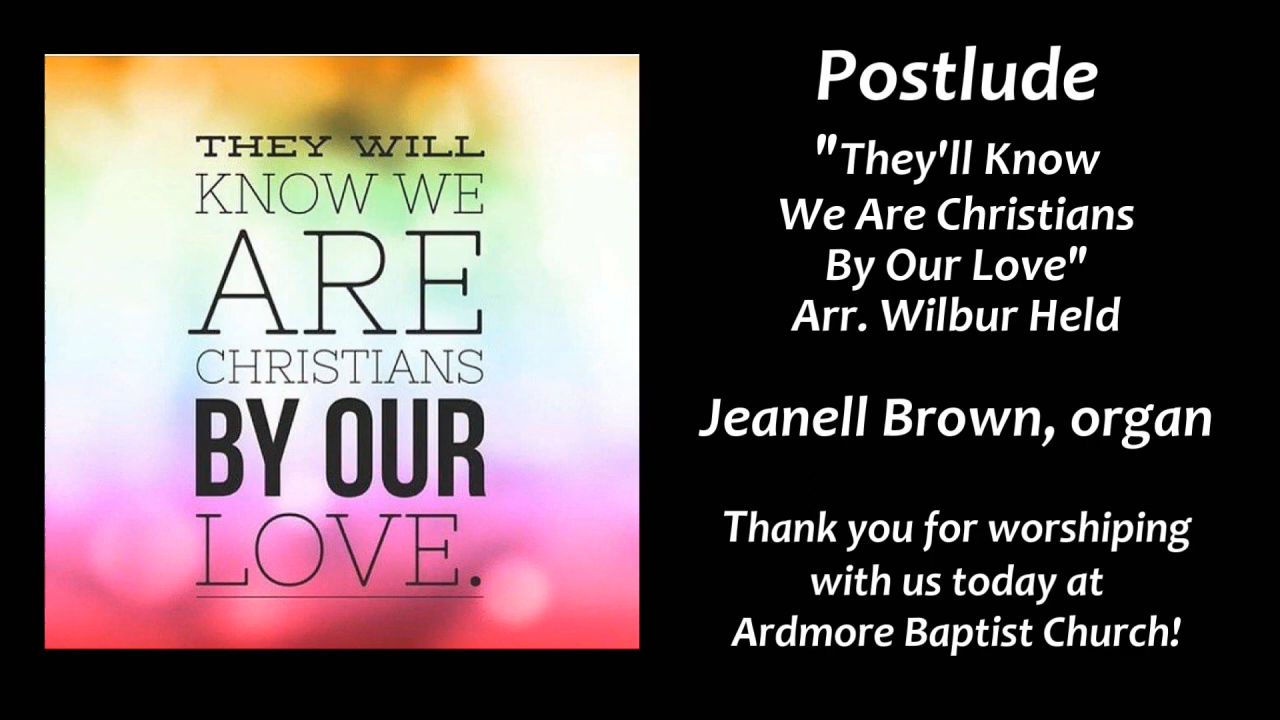 THEY WILL
KNOW WE
ARE
CHRISTIANS
BY OUR
LOVE.
Postlude
"They'll Know
We Are Christians
By Our Love"
Arr. Wilbur Held
Jeanell Brown, organ
Thank you for worshiping
with us today at
Ardmore Baptist Church!